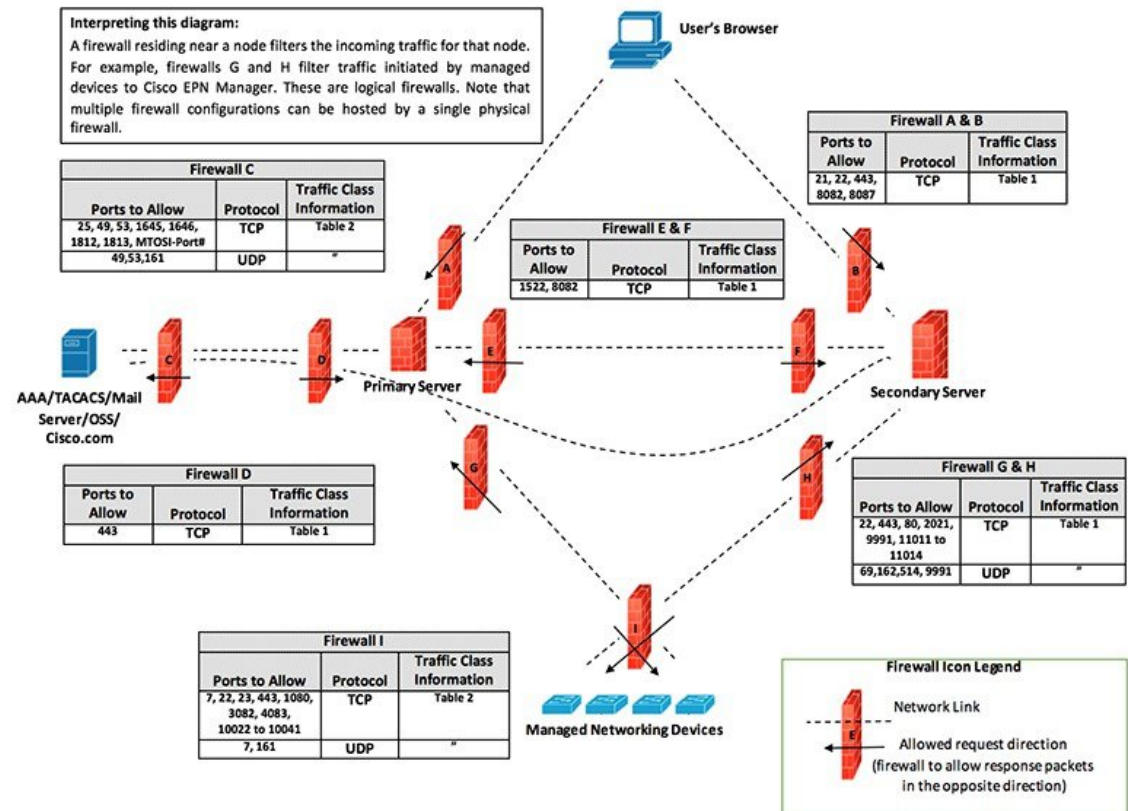 Interpreting this diagram:
A firewall residing near a node filters the incoming traffic for that node.
For example, firewalls G and H filter traffic initiated by managed
devices to Cisco EPN Manager. These are logical firewalls. Note that
multiple firewall configurations can be hosted by a single physical
firewall.
User's Browser
Firewall A & B
Ports to Allow Protocol Traffic Class Information
21, 22, 443,
8082, 8087
TCP
Table 1
Firewall C
Ports to Allow Protocol Traffic Class Information
25, 49, 53, 1645, 1646,
1812, 1813, MTOSI-Port#
TCP
Table 2
49,53,161 UDP "
Firewall E & F
Ports to Allow Protocol Traffic Class Information
1522, 8082 TCP Table 1
A
B
C
D
E
F
Primary Server
Secondary Server
AAA/TACACS/Mail
Server/OSS/
Cisco.com
G
H
Firewall D
Ports to Allow Protocol Traffic Class Information
443 TCP Table 1
Firewall G & H
Ports to Allow Protocol Traffic Class Information
22, 443, 80, 2021,
9991, 11011 to
11014
TCP
Table 1
69,162,514, 9991 UDP "
I
Firewall I
Ports to Allow Protocol Traffic Class Information
7, 22, 23, 443, 1080,
3082, 4083,
10022 to 10041
TCP
Table 2
7, 161 UDP "
Managed Networking Devices
Firewall Icon Legend
Network Link
E
Allowed request direction
(firewall to allow response packets
in the opposite direction)